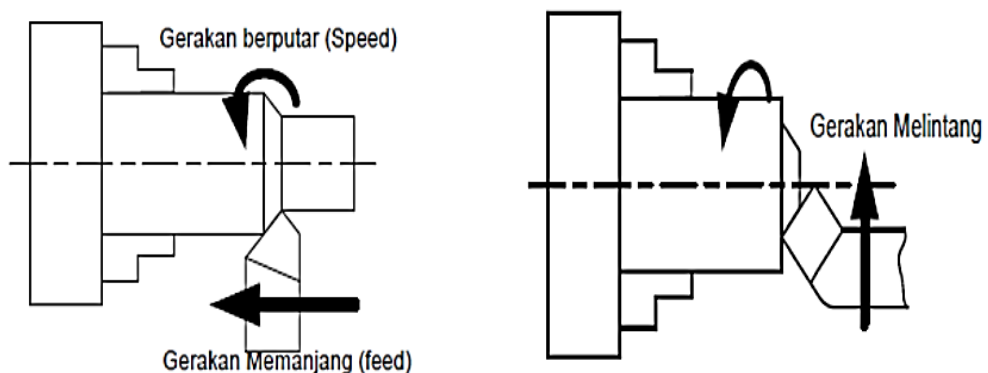 Gerakan berputar (Speed)
Gerakan Memanjang (feed)
Gerakan Melintang